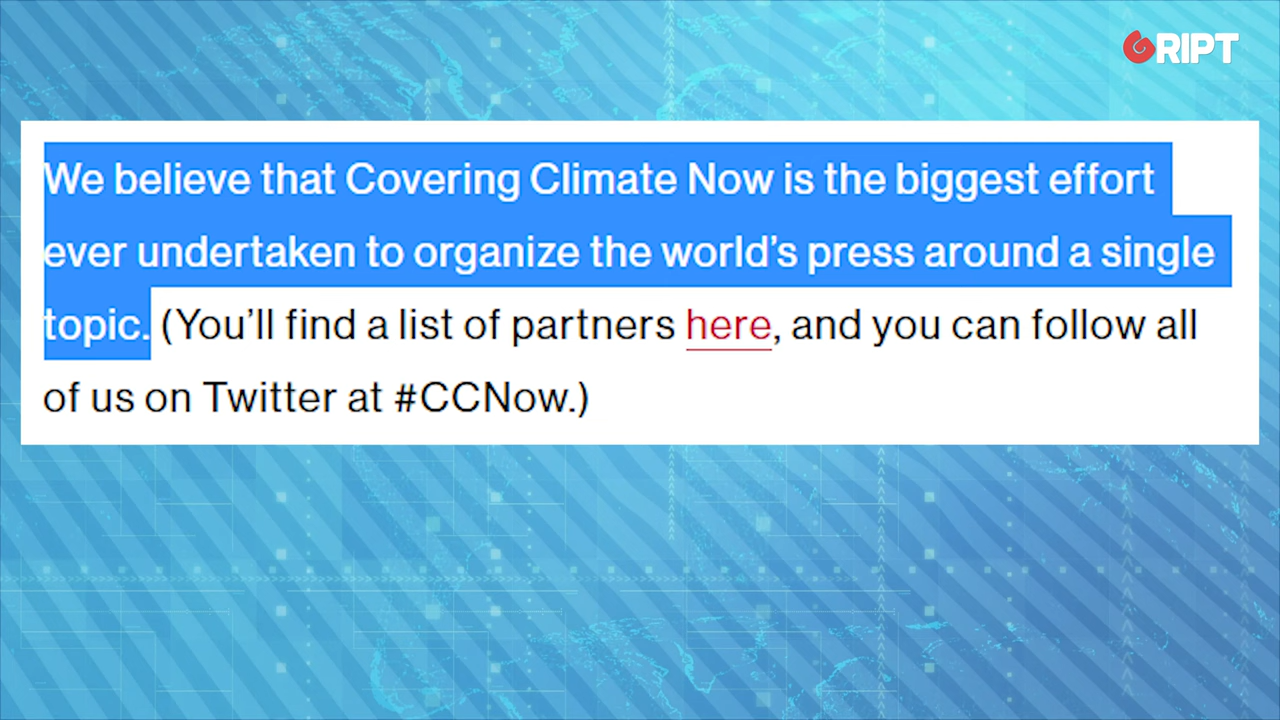 GRIPT
We believe that Covering Climate Now is the biggest effort
ever undertaken to organize the world’s press around a single
topic. (You’ll find a list of partners here, and you can follow all
of us on Twitter at #CCNow.)